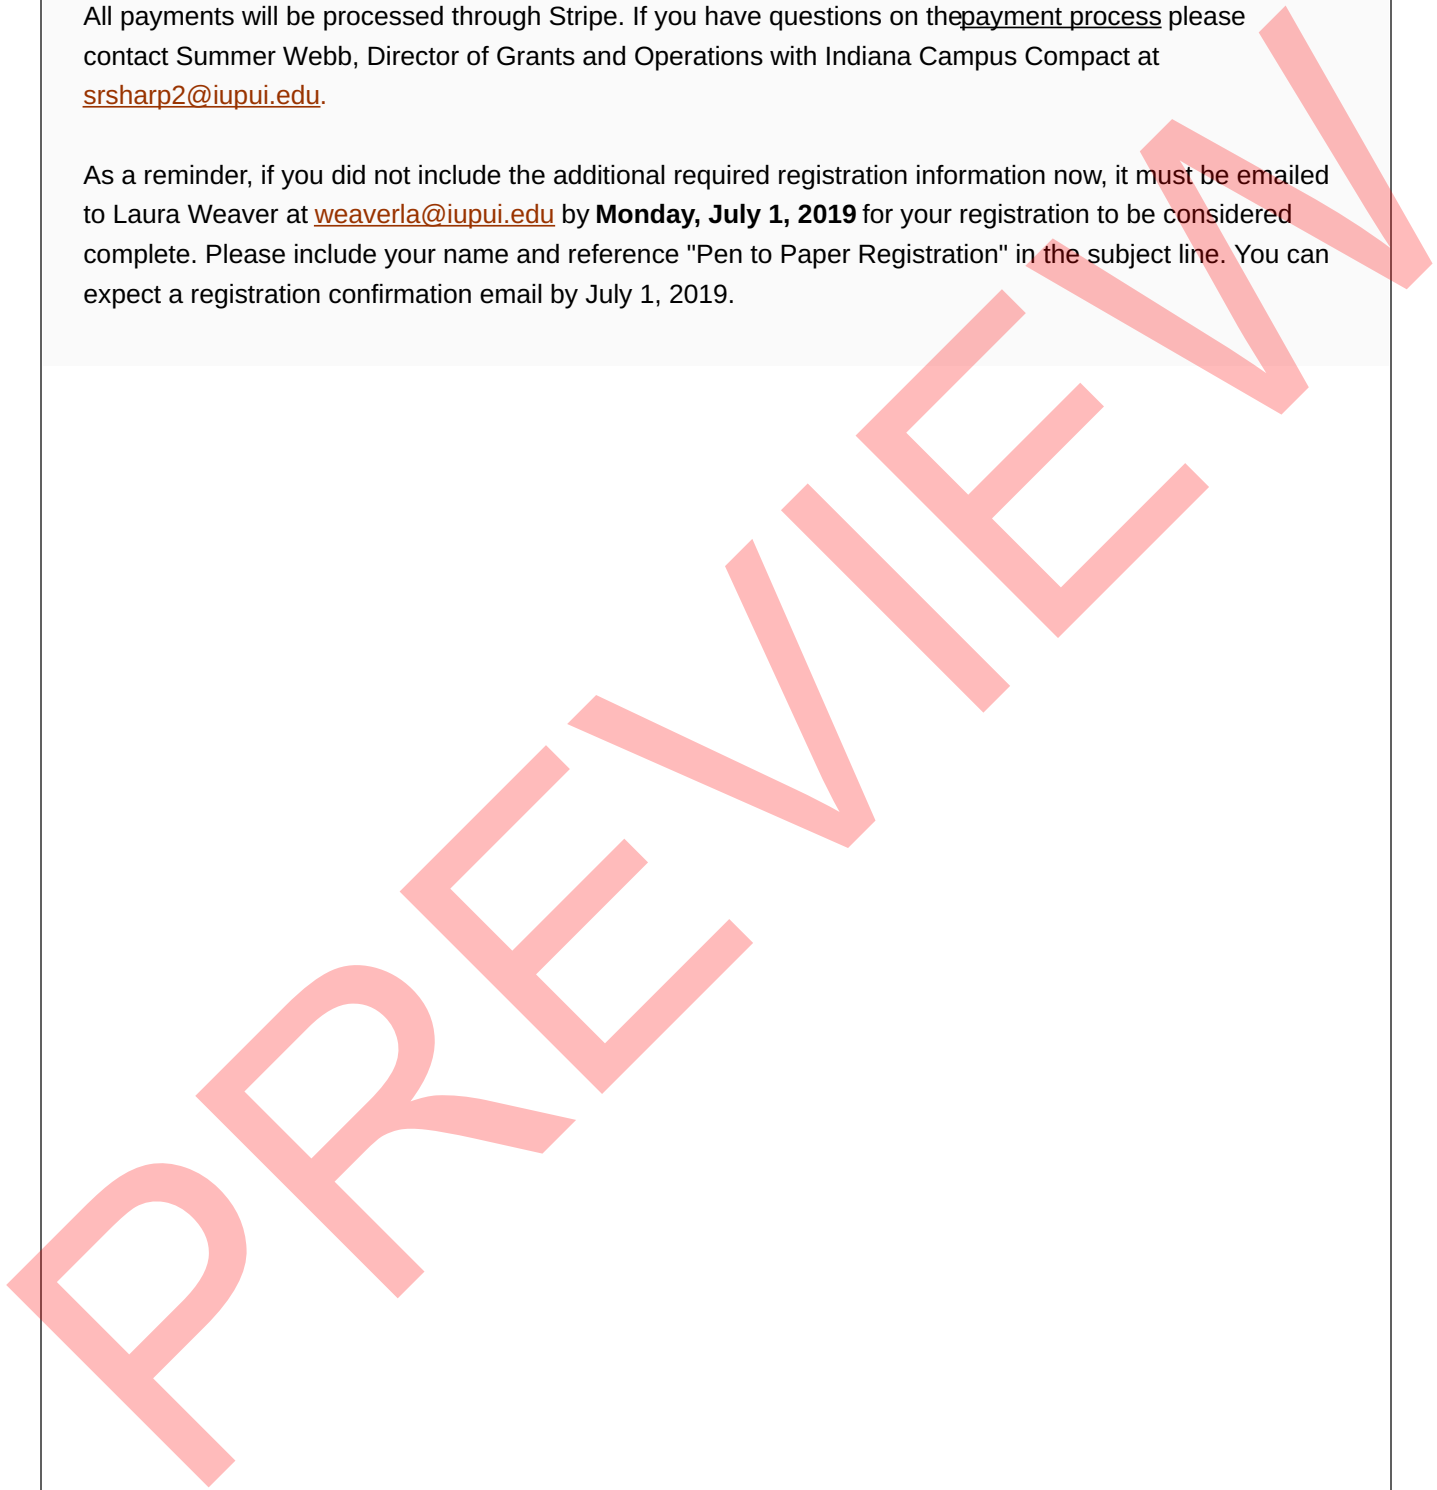 All payments will be processed through Stripe. If you have questions on thepayment process please
contact Summer Webb, Director of Grants and Operations with Indiana Campus Compact at
srsharp2@iupui.edu.
As a reminder, if you did not include the additional required registration information now, it must be emailed
to Laura Weaver at weaverla@iupui.edu by Monday, July 1, 2019 for your registration to be considered
complete. Please include your name and reference "Pen to Paper Registration" in the subject line. You can
expect a registration confirmation email by July 1, 2019.
PREVIEW